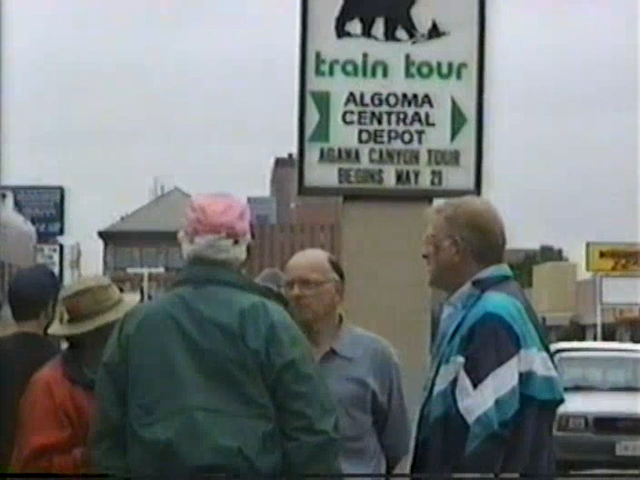 train tour
ALGOMA
CENTRAL
DEPOT
AGAWA CANYON TOUR
BEGINS MAY 21